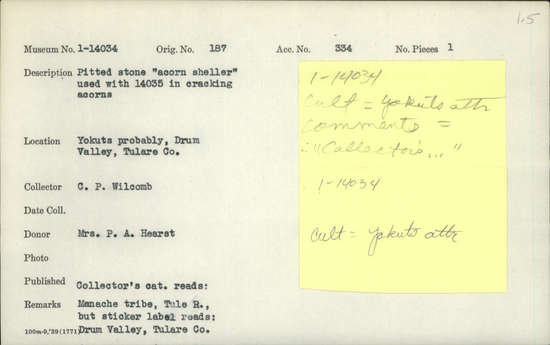 1.5
Museum No. 1-14034 Orig. No. 187 Acc. No. 334 No. Pieces 1
Description Pitted stone "acorn sheller"
used with 14035 in cracking
acorns
Location Yokuts probably, Drum
Valley, Tulare Co.
Collector C. P. Wilcomb
Date Coll.
Donor Mrs. P. A. Hearst
Photo
Published Collector's cat. reads:
Remarks Manache tribe, Tule R.,
but sticker label reads:
100m-9,'39(1771) Drum Valley, Tulare Co.
1-14034
Cult = Yokuts attr
comments =
"Collector's..."
1-14034
Cult = Yokuts attr